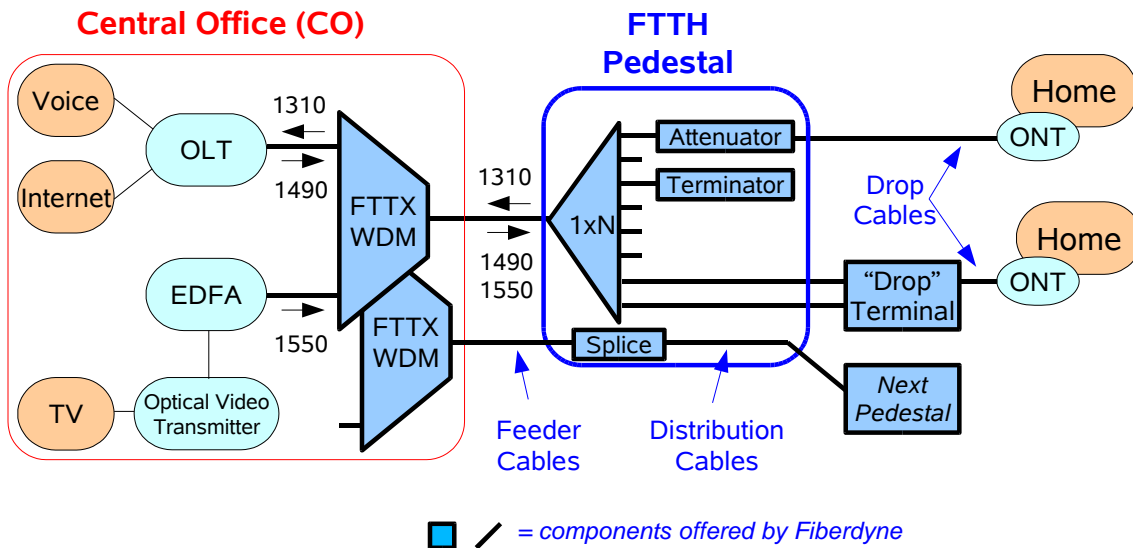 Central Office (CO)
FTTH
Pedestal
Voice
Internet
OLT
1310
1490
FTTX
WDM
EDFA
1550
FTTX
WDM
TV
Optical Video
Transmitter
1310
1490
1550
1xN
Attenuator
Terminator
Splice
"Drop"
Terminal
Next
Pedestal
Home
ONT
Drop
Cables
Home
ONT
Feeder
Cables
Distribution
Cables
= components offered by Fiberdyne